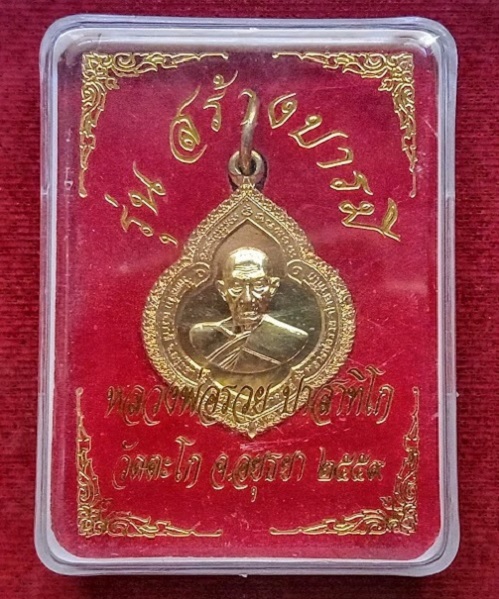 รุ่น สร้างบารมี
หลวงพ่อรวย ปาสาทิโก
วัดตะโก จ.อยุธยา ๒๕๕๙